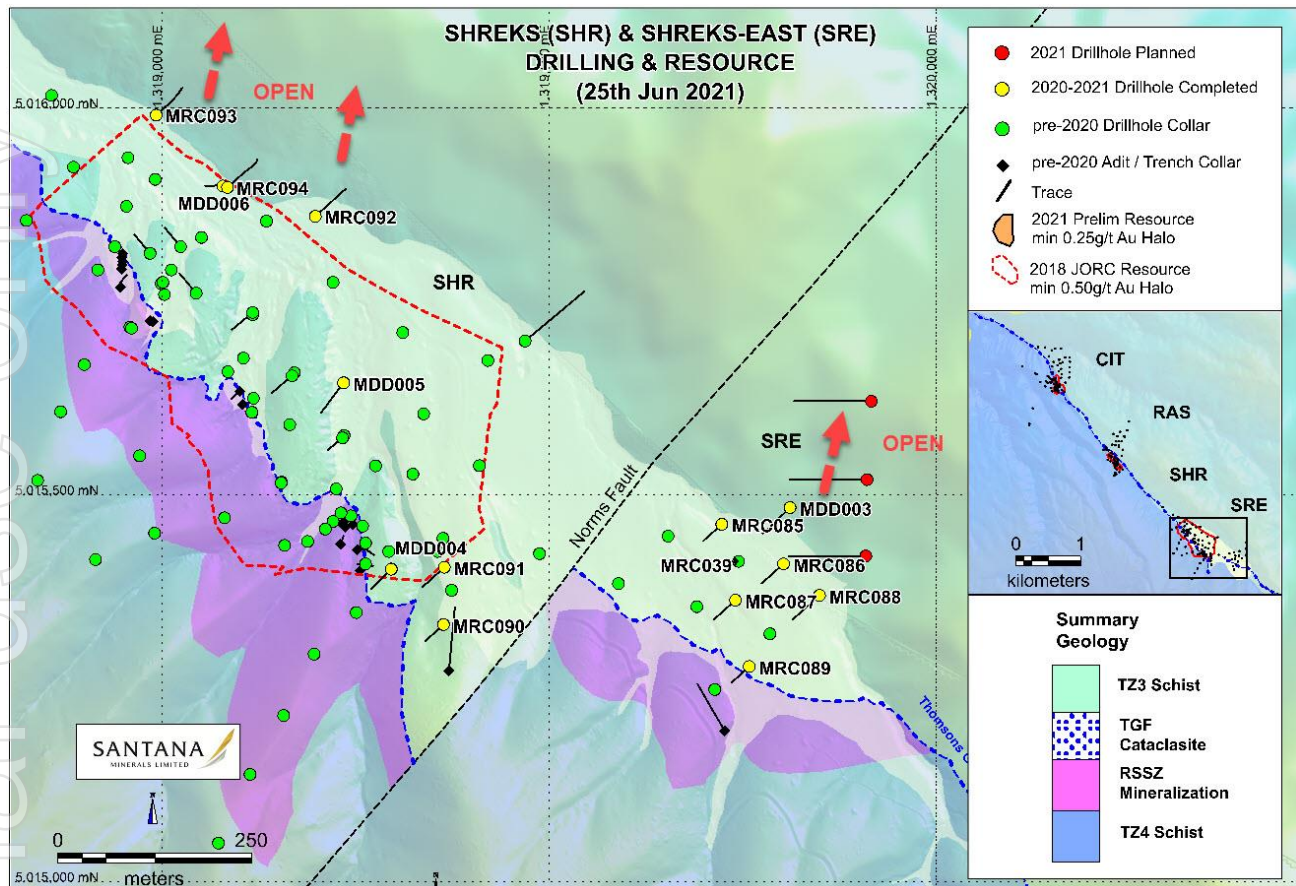 SHREKS (SHR) & SHREKS-EAST (SRE)
DRILLING & RESOURCE
(25th Jun 2021)
1,319,000 mE
1,320,000 mE
5,016,000 mN
5,015,500 mN
5,015,000 mN
OPEN
MRC093
MRC094
MDD006
MRC092
SHR
MDD005
SRE
OPEN
Norms Fault
MDD003
MRC085
MDD004
MRC091
MRC039
MRC086
MRC087
MRC088
MRC090
MRC089
Thomsons
SANTANA
MINERALS LIMITED
0 250
meters
2021 Drillhole Planned
2020-2021 Drillhole Completed
pre-2020 Drillhole Collar
pre-2020 Adit / Trench Collar
Trace
2021 Prelim Resource
min 0.25g/t Au Halo
2018 JORC Resource
min 0.50g/t Au Halo
CIT
RAS
SHR
SRE
0 1
kilometers
Summary
Geology
TZ3 Schist
TGF
Cataclasite
RSSZ
Mineralization
TZ4 Schist